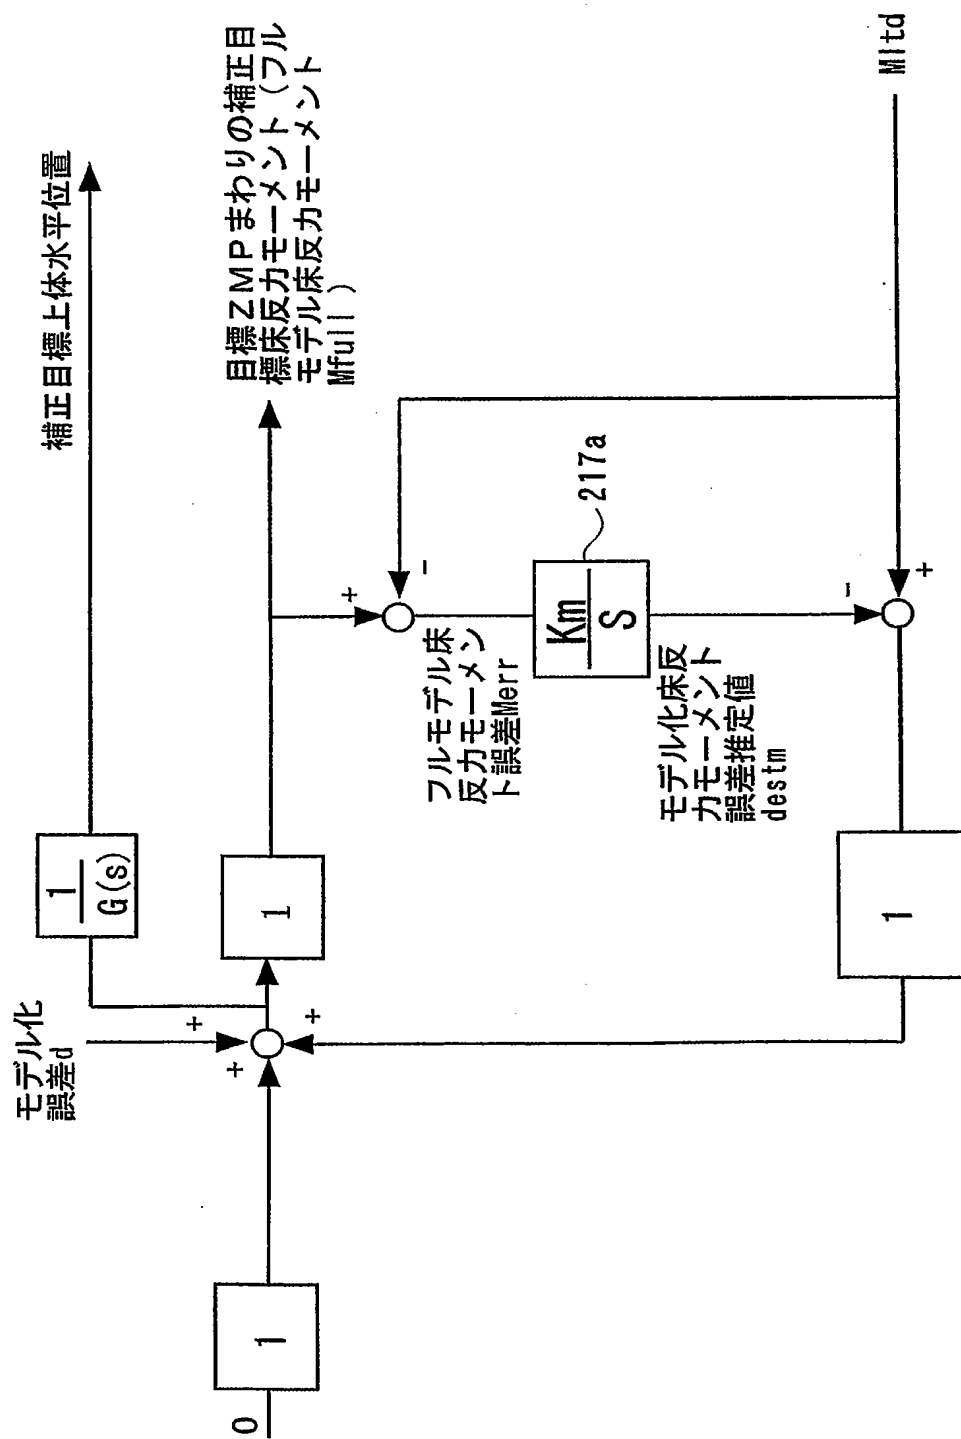 補正目標上体水平位置
1
G(s)
モデル化
誤差d
+
+
+
0
1
1
目標ZMPまわりの補正目
標床反力モーメント(フル
モデル床反力モーメント
Mfull)
+
-
フルモデル床
反力モーメン
ト誤差Merr
Km
S
217a
モデル化床反
力モーメント
誤差推定値
destm
-
+
1
Mltd